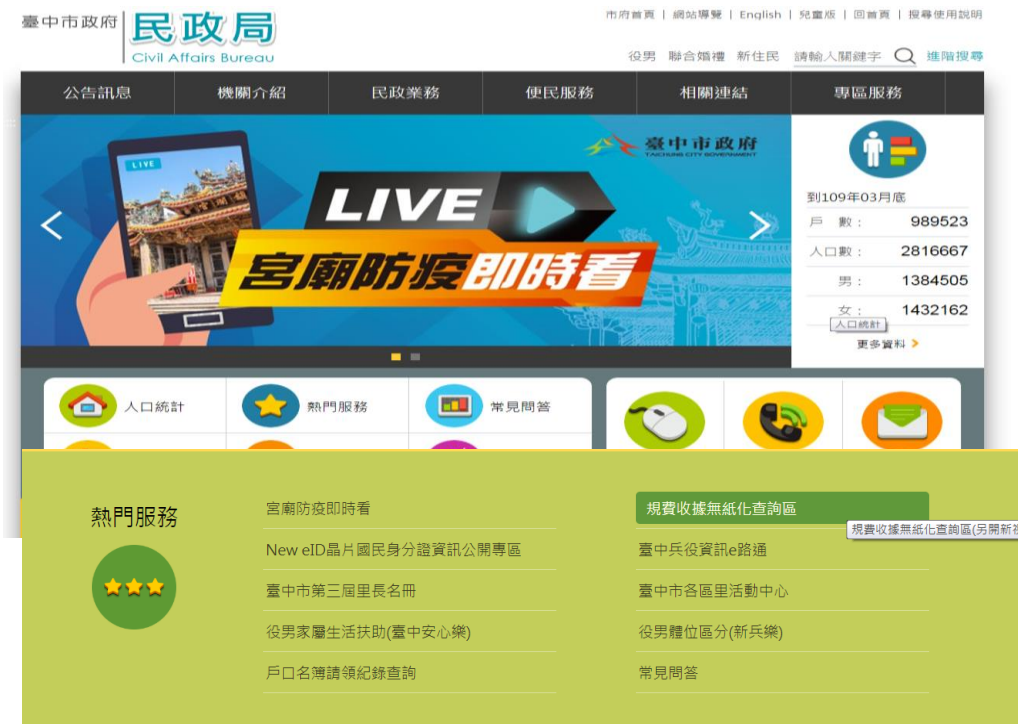 臺中市政府 民政局
Civil Affairs Bureau
市府首頁 | 網站導覽 | English | 兒童版 | 回首頁 | 搜尋使用說明
役男 聯合婚禮 新住民 請輸入關鍵字 進階搜尋
公告訊息 機關介紹 民政業務 便民服務 相關連結 專區服務
LIVE
臺中市政府
TAICHUNG CITY GOVERNMENT
LIVE
宮廟防疫即時看
到109年03月底
戶 數: 989523
人口數: 2816667
男: 1384505
女: 1432162
人口統計
更多資料
人口統計 熱門服務 常見問答
熱門服務
宮廟防疫即時看
New eID晶片國民身分證資訊公開專區
臺中市第三屆里長名冊
役男家屬生活扶助(臺中安心樂)
戶口名簿請領紀錄查詢
規費收據無紙化查詢區
規費收據無紙化查詢區(另開新視
臺中兵役資訊e路通
臺中市各區里活動中心
役男體位區分(新兵樂)
常見問答